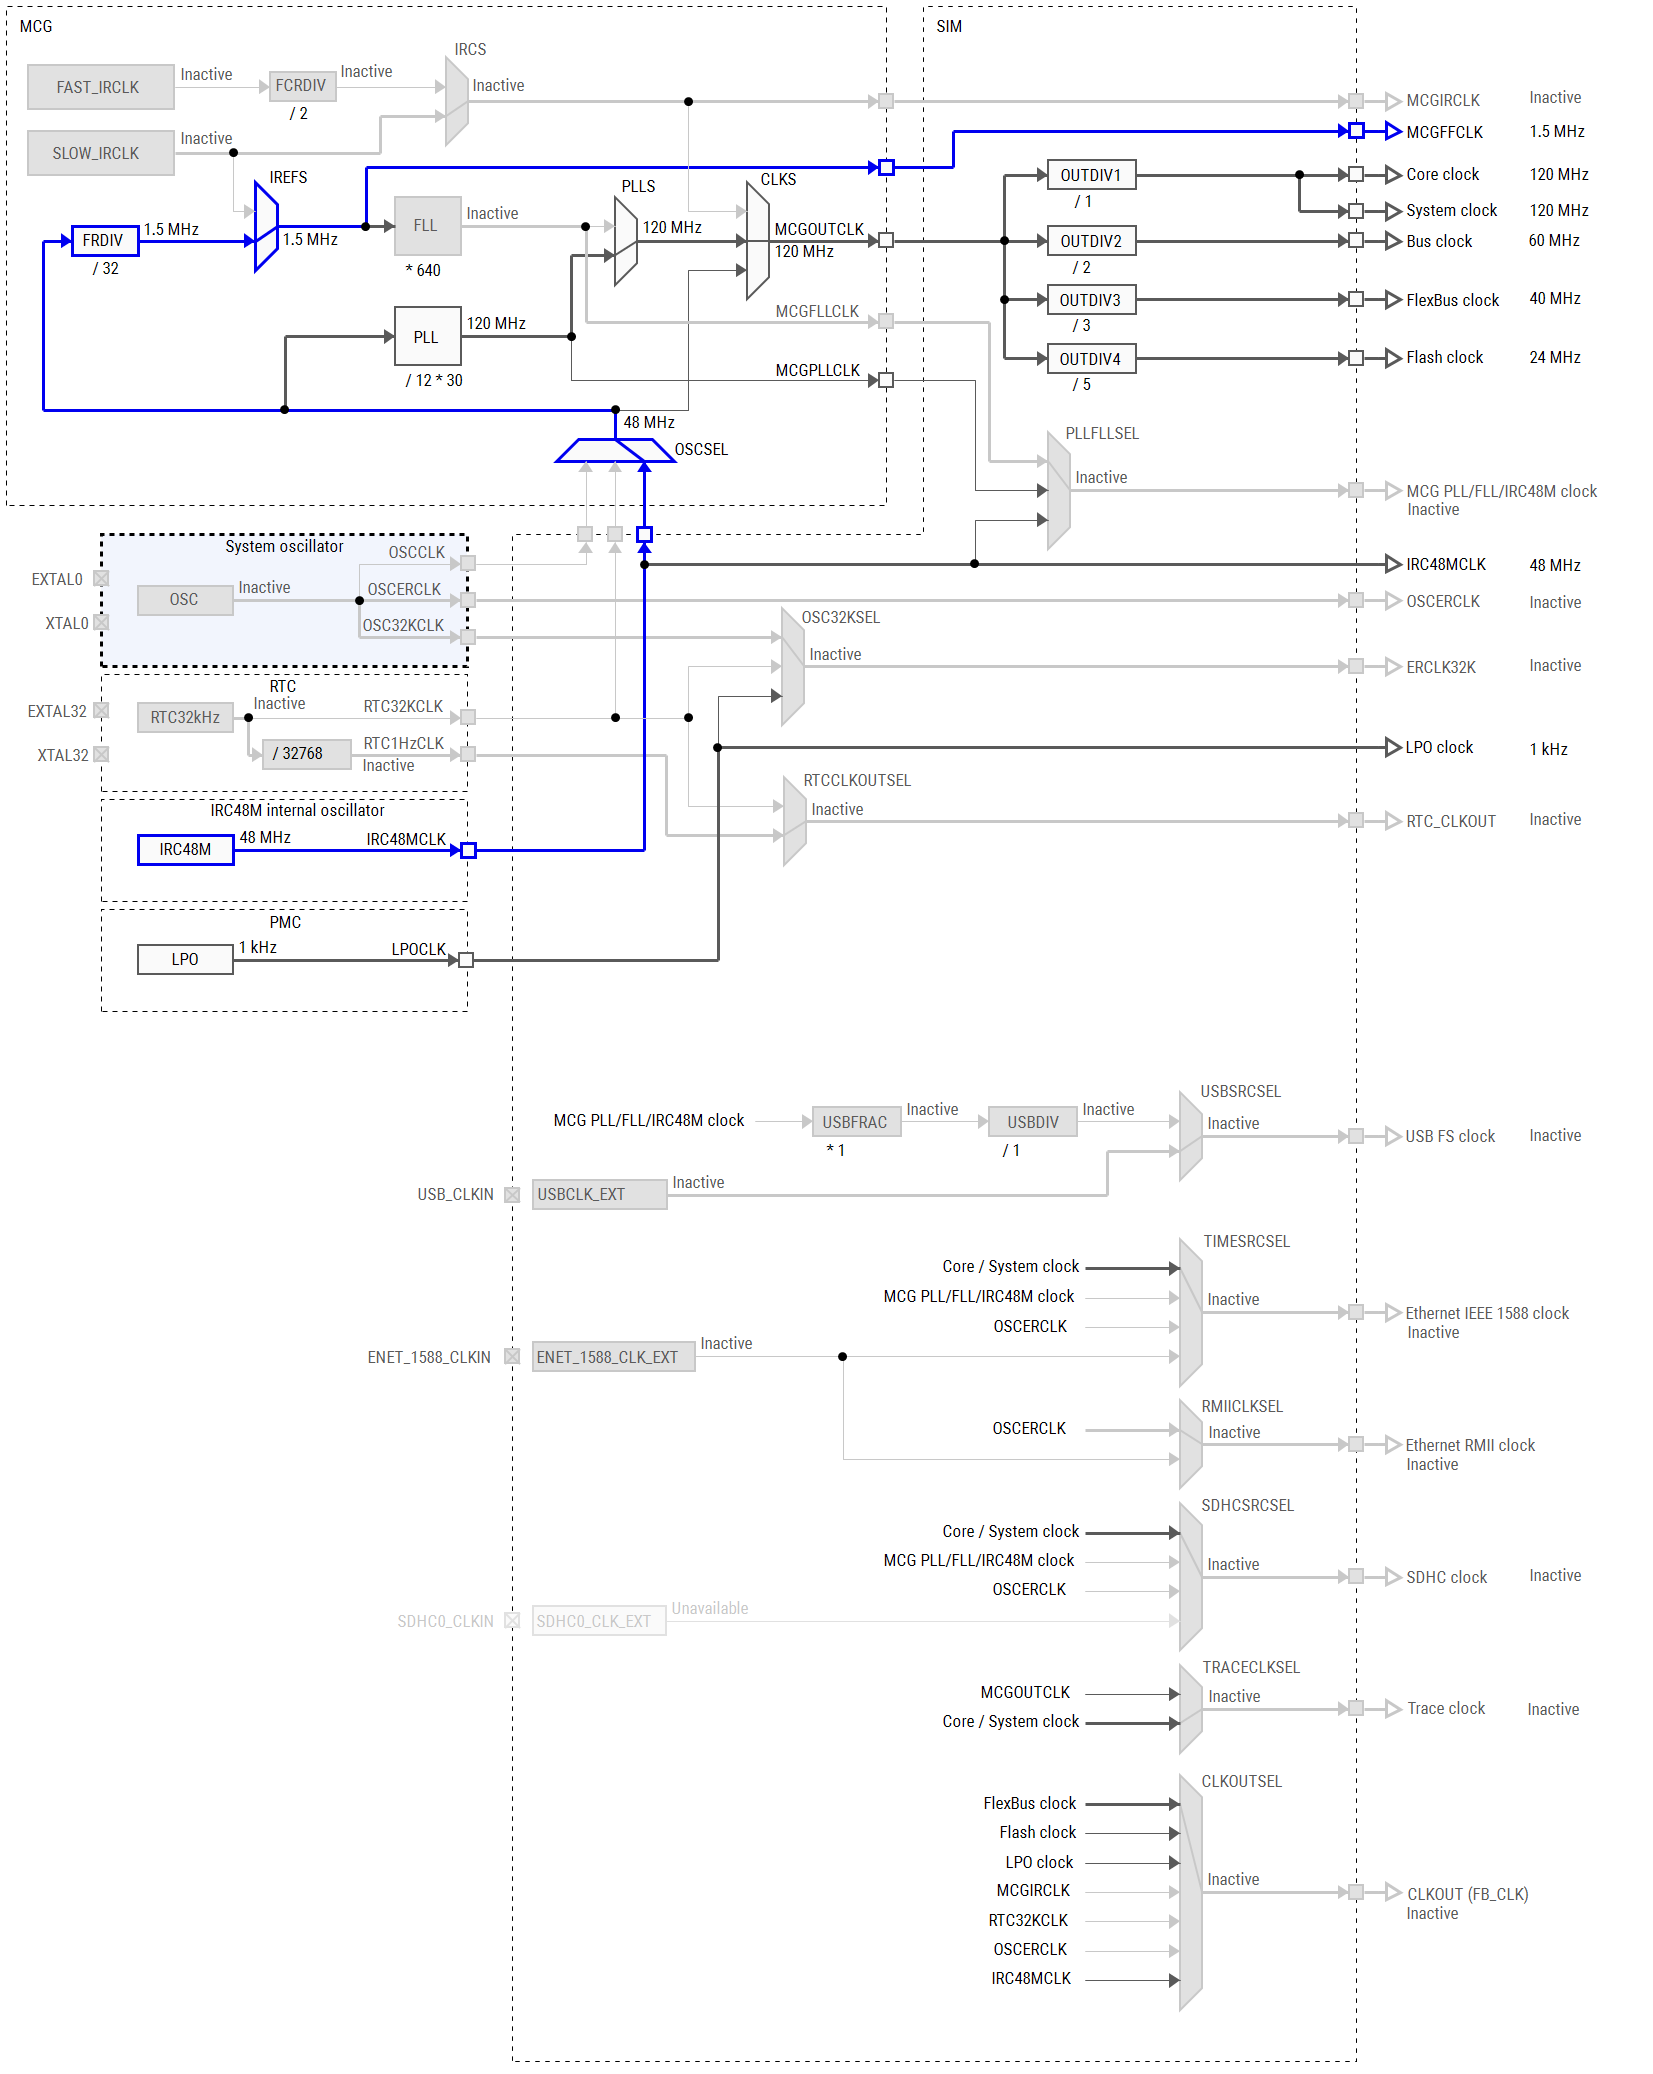 MCG
SIM
IRCS
FAST_IRCLK
Inactive
FCRDIV
Inactive
Inactive
/ 2
MCGIRCLK
Inactive
SLOW_IRCLK
Inactive
MCGFFCLK
1.5 MHz
IREFS
PLLS
CLKS
OUTDIV1
/ 1
Core clock
120 MHz
System clock
120 MHz
FRDIV
1.5 MHz
/ 32
1.5 MHz
FLL
Inactive
* 640
120 MHz
MCGOUTCLK
120 MHz
OUTDIV2
/ 2
Bus clock
60 MHz
MCGFLLCLK
OUTDIV3
/ 3
FlexBus clock
40 MHz
PLL
120 MHz
/ 12 * 30
MCGPLLCLK
OUTDIV4
/ 5
Flash clock
24 MHz
48 MHz
OSCSEL
PLLFLLSEL
Inactive
MCG PLL/FLL/IRC48M clock
Inactive
System oscillator
OSCCLK
EXTAL0
XTAL0
OSC
Inactive
OSCERCLK
OSC32KCLK
IRC48MCLK
48 MHz
OSCERCLK
Inactive
OSC32KSEL
Inactive
ERCLK32K
Inactive
RTC
EXTAL32
XTAL32
RTC32kHz
Inactive
RTC32KCLK
/ 32768
RTC1HzCLK
Inactive
LPO clock
1 kHz
RTCCLKOUTSEL
Inactive
RTC_CLKOUT
Inactive
IRC48M internal oscillator
IRC48M
48 MHz
IRC48MCLK
PMC
LPO
1 kHz
LPOCLK
USBSRCSEL
MCG PLL/FLL/IRC48M clock
USBFRAC
* 1
Inactive
USBDIV
/ 1
Inactive
Inactive
USB FS clock
Inactive
USB_CLKIN
USBCLK_EXT
Inactive
TIMESRCSEL
Core / System clock
MCG PLL/FLL/IRC48M clock
OSCERCLK
Inactive
Ethernet IEEE 1588 clock
Inactive
ENET_1588_CLKIN
ENET_1588_CLK_EXT
Inactive
RMIICLKSEL
OSCERCLK
Inactive
Ethernet RMII clock
Inactive
SDHCSRCSEL
Core / System clock
MCG PLL/FLL/IRC48M clock
OSCERCLK
Inactive
SDHC clock
Inactive
SDHC0_CLKIN
SDHC0_CLK_EXT
Unavailable
TRACECLKSEL
MCGOUTCLK
Core / System clock
Inactive
Trace clock
Inactive
CLKOUTSEL
FlexBus clock
Flash clock
LPO clock
MCGIRCLK
RTC32KCLK
OSCERCLK
IRC48MCLK
Inactive
CLKOUT (FB_CLK)
Inactive